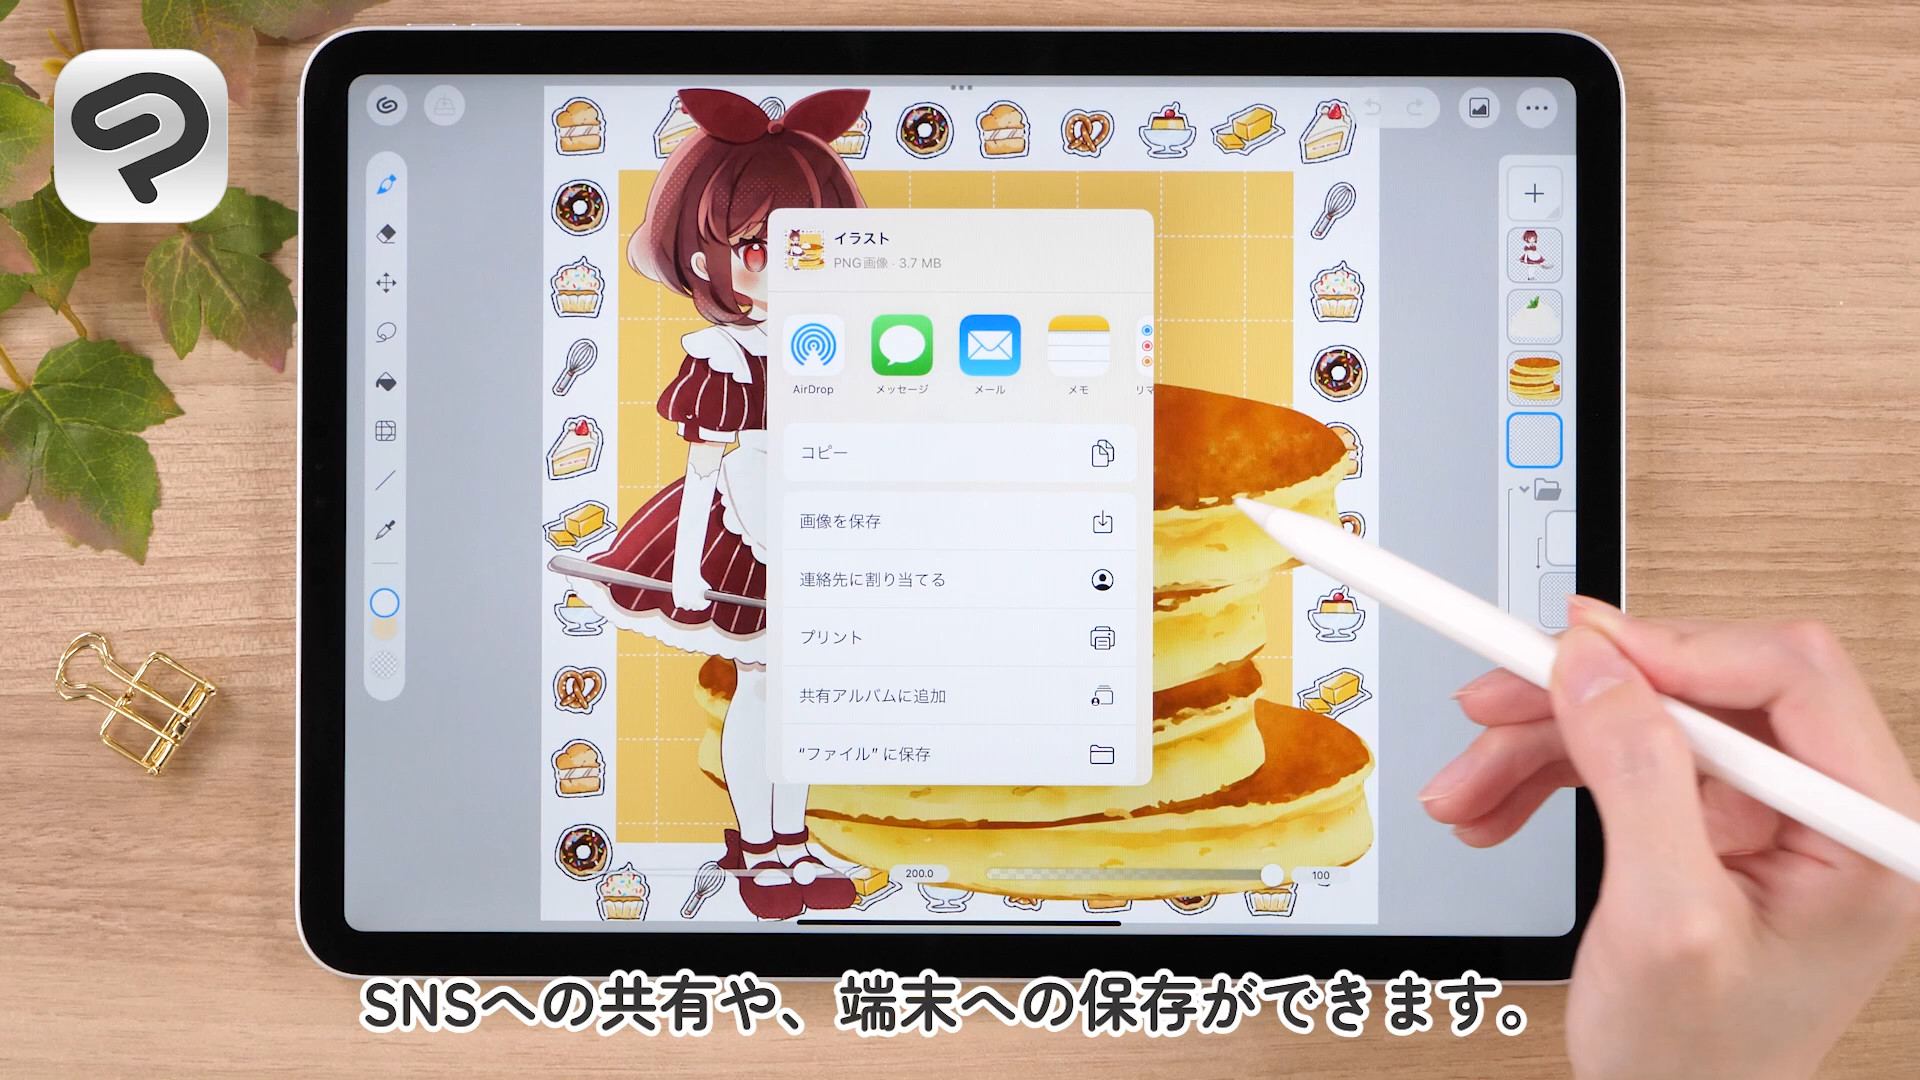 イラスト
PNG画像 · 3.7 MB
AirDrop
メッセージ
メール
メモ
リマ
コピー
画像を保存
連絡先に割り当てる
プリント
共有アルバムに追加
“ファイル” に保存
200.0
100
SNSへの共有や、端末への保存ができます。